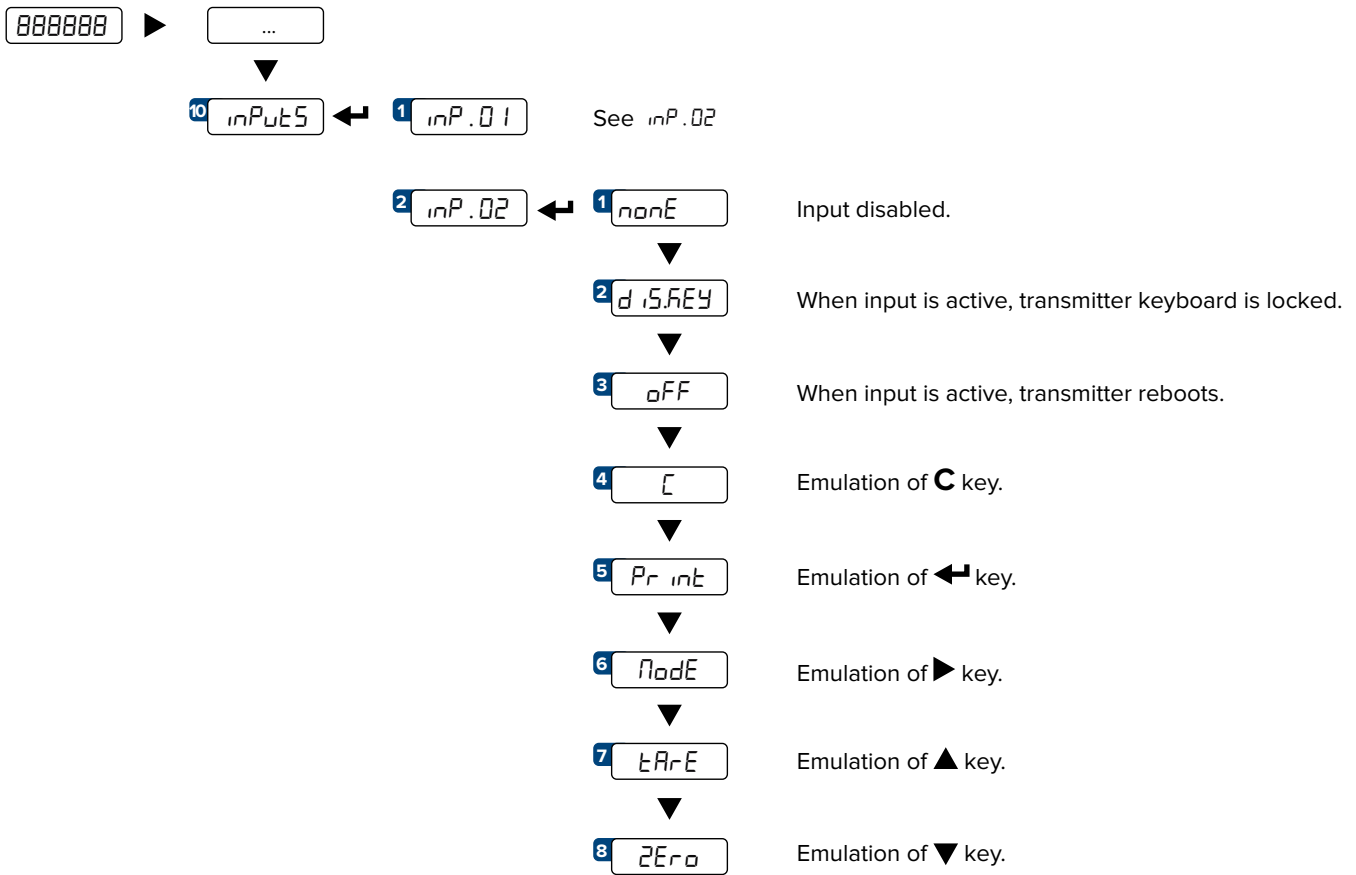 888888
...
10 inPutS 1 inP.01 See inP.02
2 inP.02 1 nonE Input disabled.
2 diS.KEY When input is active, transmitter keyboard is locked.
3 oFF When input is active, transmitter reboots.
4 C Emulation of C key.
5 Print Emulation of key.
6 ModE Emulation of key.
7 tArE Emulation of key.
8 ZEro Emulation of key.